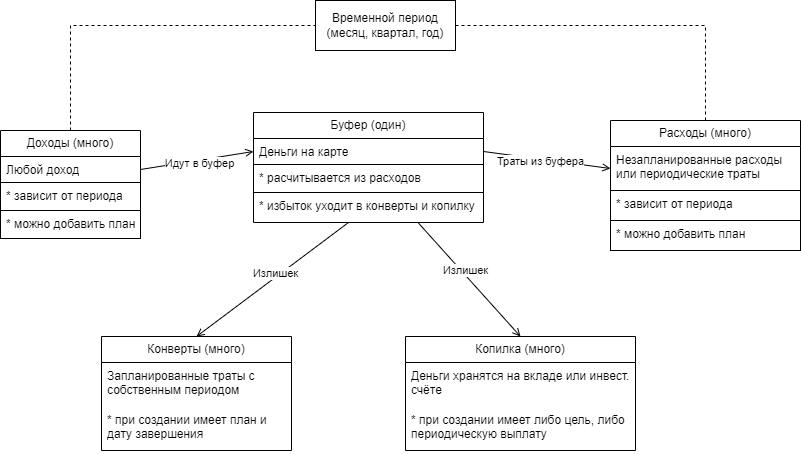 Временной период
(месяц, квартал, год)
Доходы (много)
Любой доход
* зависит от периода
* можно добавить план
Идут в буфер
Буфер (один)
Деньги на карте
* расчитывается из расходов
* избыток уходит в конверты и копилку
Траты из буфера
Расходы (много)
Незапланированные расходы
или периодические траты
* зависит от периода
* можно добавить план
Излишек
Излишек
Конверты (много)
Запланированные траты с
собственным периодом
* при создании имеет план и
дату завершения
Копилка (много)
Деньги хранятся на вкладе или инвест.
счёте
* при создании имеет либо цель, либо
периодическую выплату